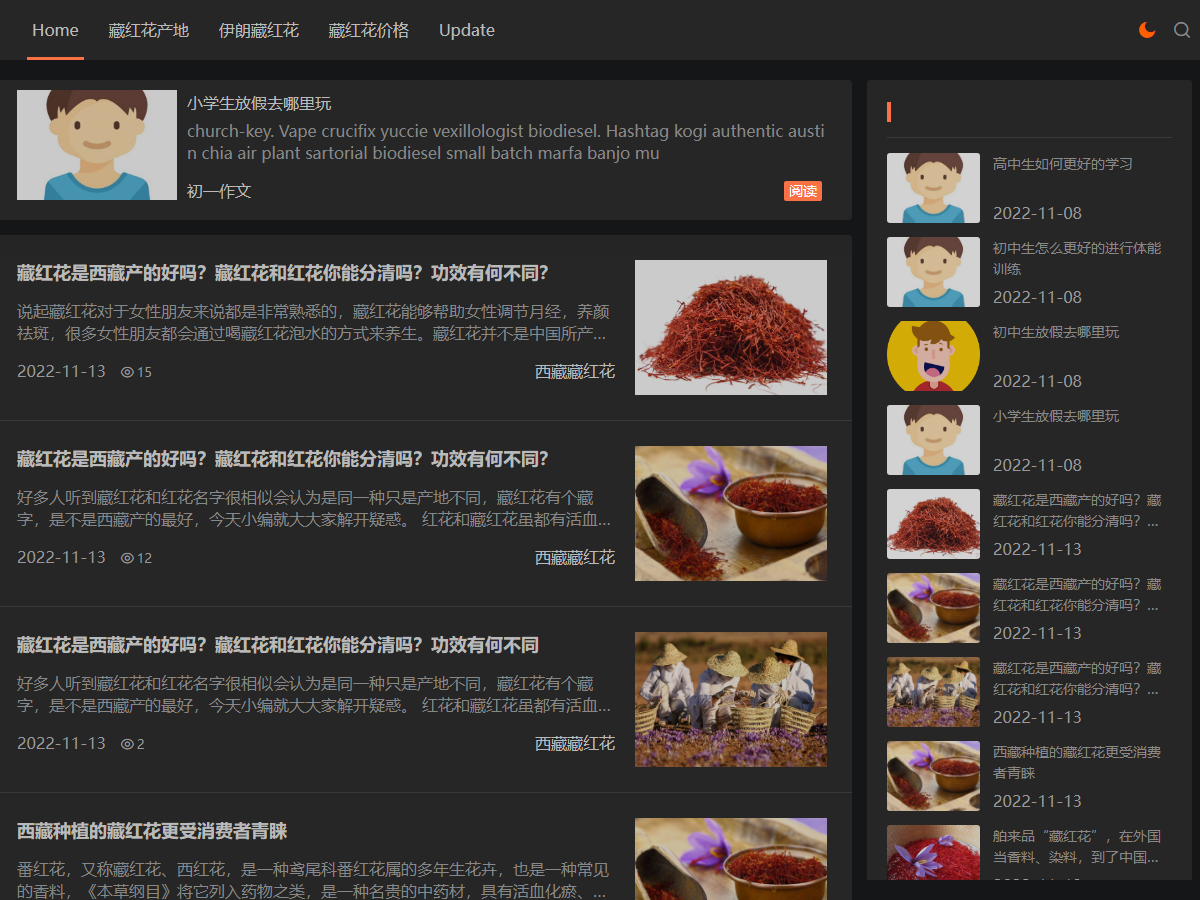 Home 藏红花产地 伊朗藏红花 藏红花价格 Update
小学生放假去哪里玩
church-key. Vape crucifix yuccie vexillologist biodiesel. Hashtag kogi authentic austi
n chia air plant sartorial biodiesel small batch marfa banjo mu
初一作文 阅读
藏红花是西藏产的好吗？藏红花和红花你能分清吗？功效有何不同？
说起藏红花对于女性朋友来说都是非常熟悉的，藏红花能够帮助女性调节月经，养颜
祛斑，很多女性朋友都会通过喝藏红花泡水的方式来养生。藏红花并不是中国所产...
2022-11-13 15 西藏藏红花
藏红花是西藏产的好吗？藏红花和红花你能分清吗？功效有何不同？
好多人听到藏红花和红花名字很相似会认为是同一种只是产地不同，藏红花有个藏
字，是不是西藏产的最好，今天小编就大大家解开疑惑。 红花和藏红花虽都有活血...
2022-11-13 12 西藏藏红花
藏红花是西藏产的好吗？藏红花和红花你能分清吗？功效有何不同
好多人听到藏红花和红花名字很相似会认为是同一种只是产地不同，藏红花有个藏
字，是不是西藏产的最好，今天小编就大大家解开疑惑。 红花和藏红花虽都有活血...
2022-11-13 2 西藏藏红花
西藏种植的藏红花更受消费者青睐
番红花，又称藏红花、西红花，是一种鸢尾科番红花属的多年生花卉，也是一种常见
的香料，《本草纲目》将它列入药物之类，是一种名贵的中药材，具有活血化瘀、...
高中生如何更好的学习
2022-11-08
初中生怎么更好的进行体能
训练
2022-11-08
初中生放假去哪里玩
2022-11-08
小学生放假去哪里玩
2022-11-08
藏红花是西藏产的好吗？藏
红花和红花你能分清吗？...
2022-11-13
藏红花是西藏产的好吗？藏
红花和红花你能分清吗？...
2022-11-13
藏红花是西藏产的好吗？藏
红花和红花你能分清吗？...
2022-11-13
西藏种植的藏红花更受消费
者青睐
2022-11-13
舶来品“藏红花”，在外国
当香料、染料，到了中国...